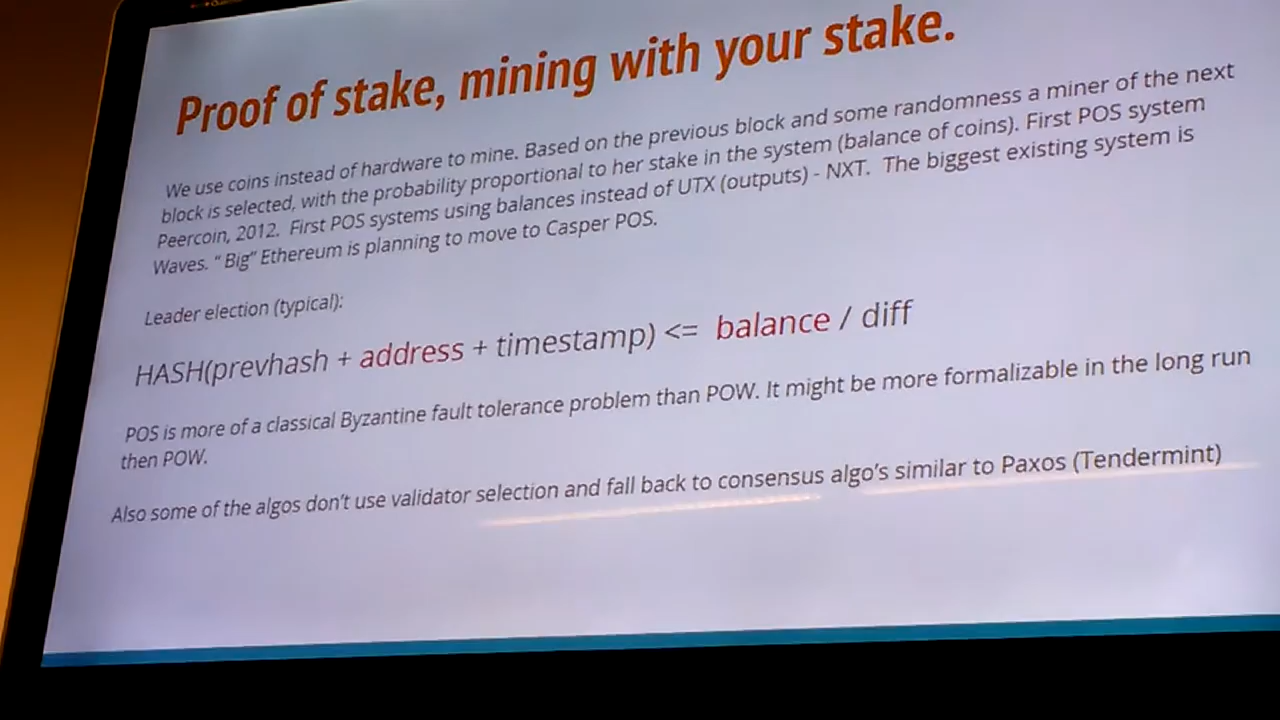 Proof of stake, mining with your stake.
We use coins instead of hardware to mine. Based on the previous block and some randomness a miner of the next
block is selected, with the probability proportional to her stake in the system (balance of coins). First POS system
Peercoin, 2012. First POS systems using balances instead of UTX (outputs) - NXT. The biggest existing system is
Waves. “ Big” Ethereum is planning to move to Casper POS.
Leader election (typical):
HASH(prevhash + address + timestamp) <= balance / diff
POS is more of a classical Byzantine fault tolerance problem than POW. It might be more formalizable in the long run
then POW.
Also some of the algos don’t use validator selection and fall back to consensus algo’s similar to Paxos (Tendermint)